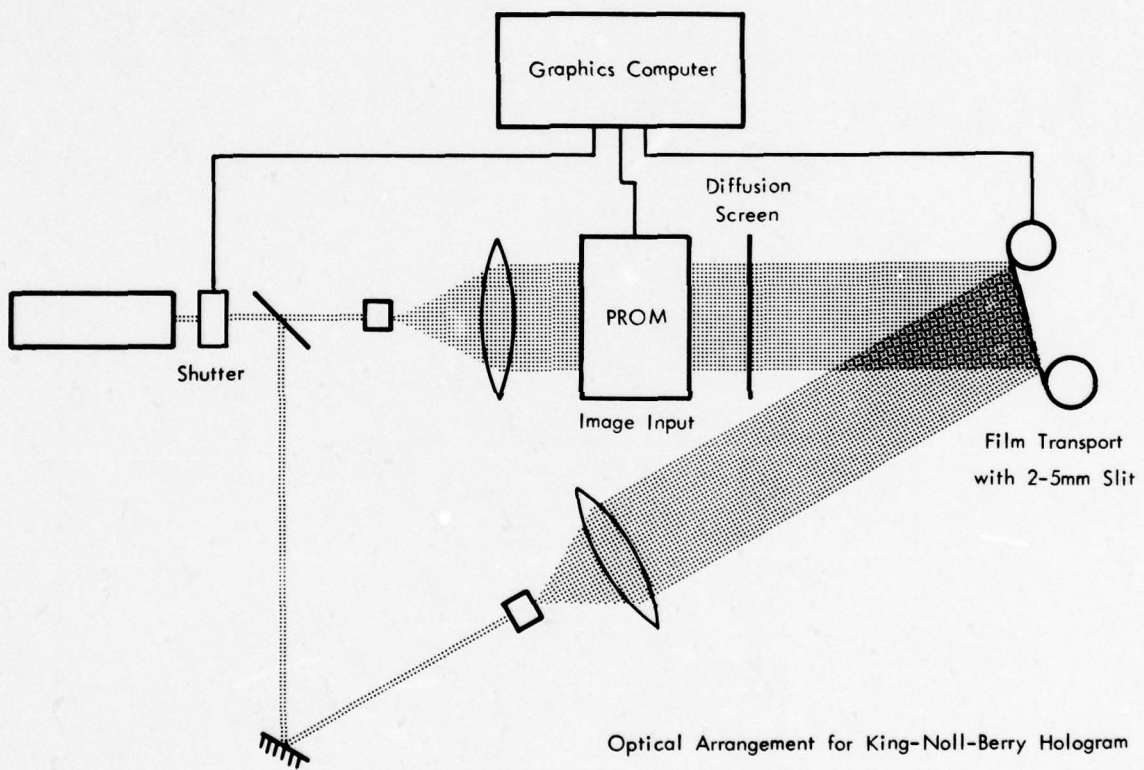 Graphics Computer
Diffusion
Screen
PROM
Shutter
Image Input
Film Transport
with 2-5mm Slit
Optical Arrangement for King-Noll-Berry Hologram